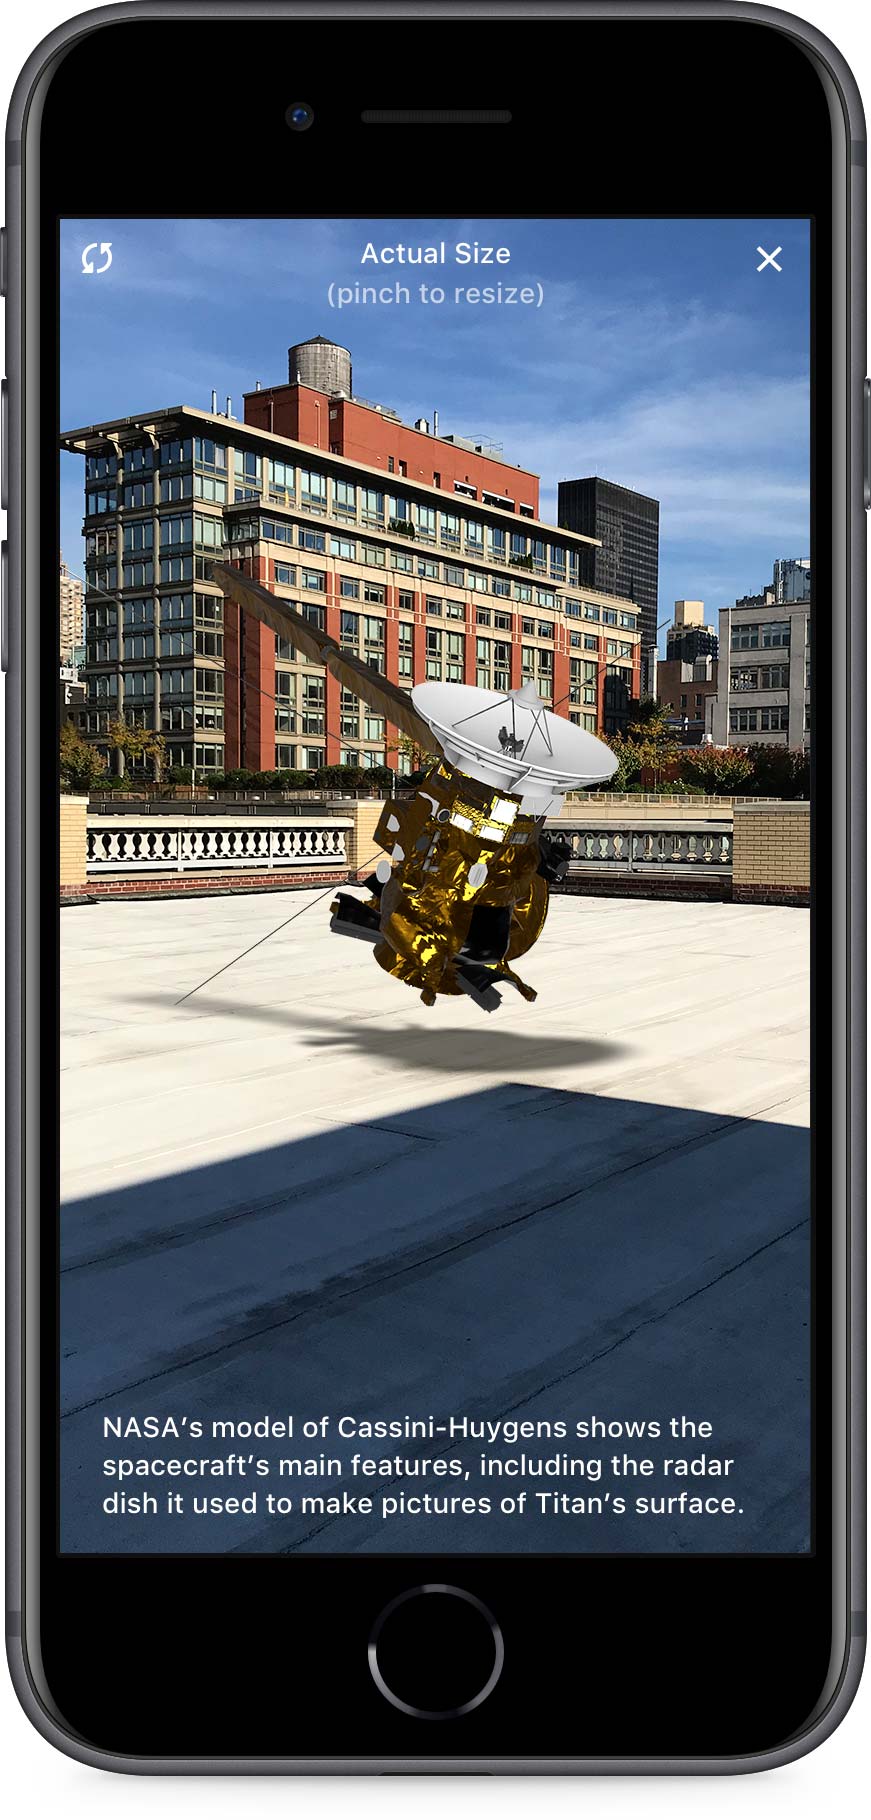 Actual Size
(pinch to resize)
NASA’s model of Cassini-Huygens shows the
spacecraft’s main features, including the radar
dish it used to make pictures of Titan’s surface.